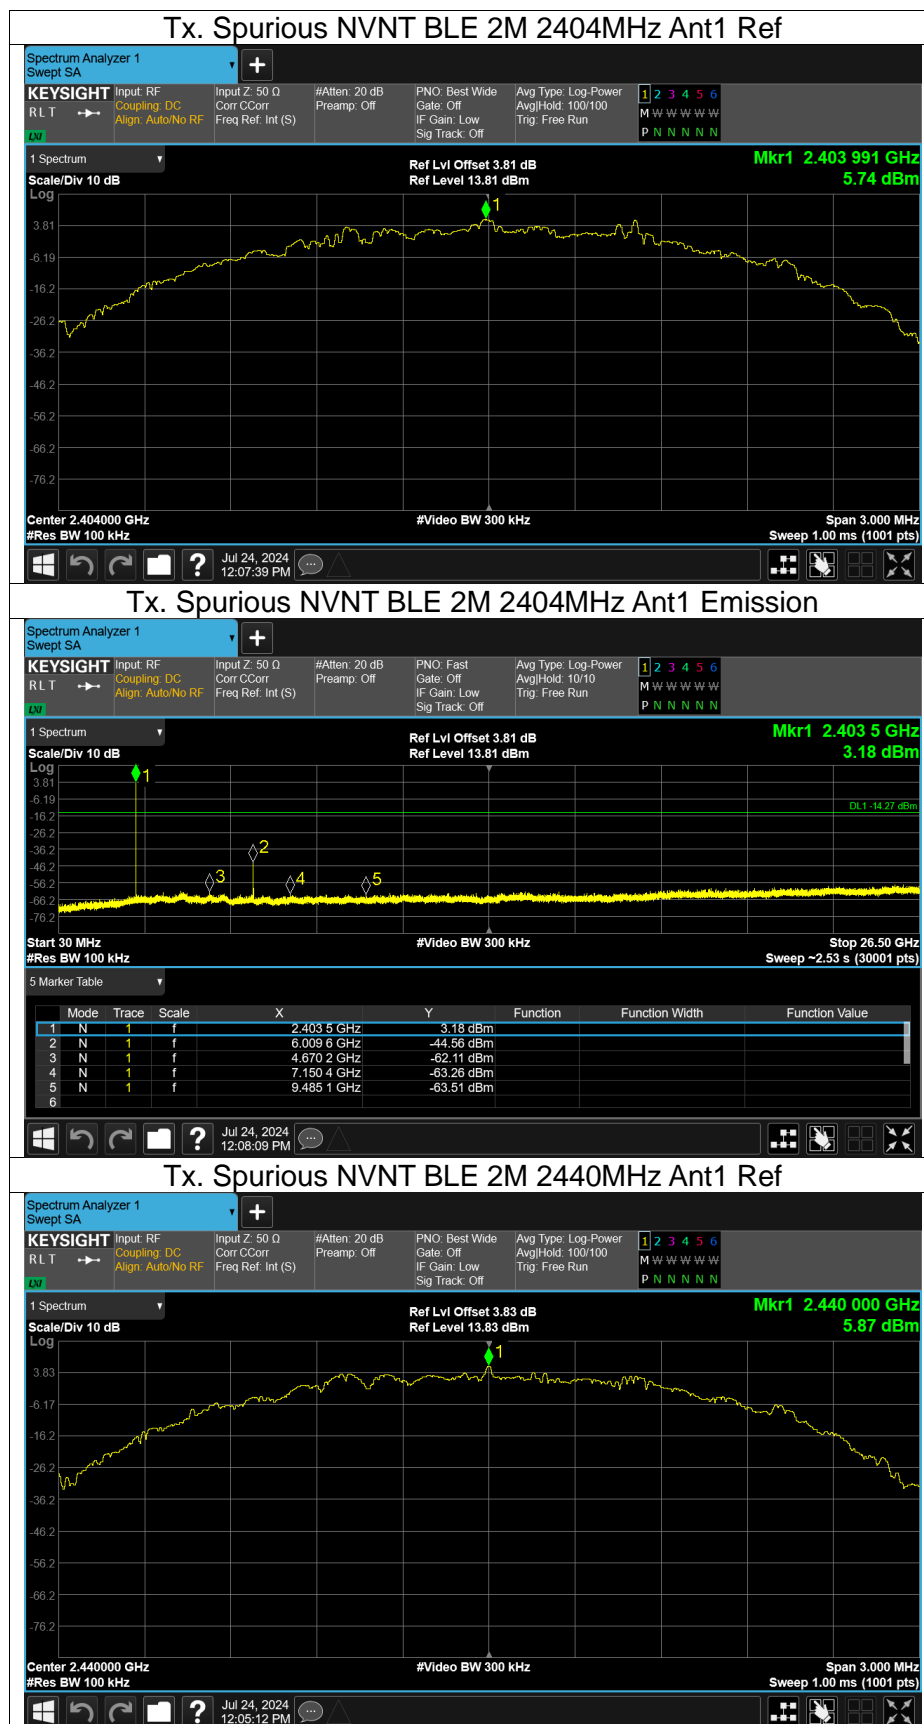 Tx. Spurious NVNT BLE 2M 2404MHz Ant1 Ref
Spectrum Analyzer 1
Swept SA
+
KEYSIGHT Input: RF Input Z: 50 Ω #Atten: 20 dB PNO: Best Wide Avg Type: Log-Power 1 2 3 4 5 6
RLT Coupling: DC Corr CCorr Preamp: Off Gate: Off Avg|Hold: 100/100 M W W W W W
Align: Auto/No RF Freq Ref: Int (S) IF Gain: Low Trig: Free Run
LXI Sig Track: Off P N N N N N
1 Spectrum Ref Lvl Offset 3.81 dB Mkr1 2.403 991 GHz
Scale/Div 10 dB Ref Level 13.81 dBm 5.74 dBm
Log
1
3.81
-6.19
-16.2
-26.2
-36.2
-46.2
-56.2
-66.2
-76.2
Center 2.404000 GHz #Video BW 300 kHz Span 3.000 MHz
#Res BW 100 kHz Sweep 1.00 ms (1001 pts)
? Jul 24, 2024
12:07:39 PM
Tx. Spurious NVNT BLE 2M 2404MHz Ant1 Emission
Spectrum Analyzer 1
Swept SA
+
KEYSIGHT Input: RF Input Z: 50 Ω #Atten: 20 dB PNO: Fast Avg Type: Log-Power 1 2 3 4 5 6
RLT Coupling: DC Corr CCorr Preamp: Off Gate: Off Avg|Hold: 10/10 M W W W W W
Align: Auto/No RF Freq Ref: Int (S) IF Gain: Low Trig: Free Run
LXI Sig Track: Off P N N N N N
1 Spectrum Ref Lvl Offset 3.81 dB Mkr1 2.403 5 GHz
Scale/Div 10 dB Ref Level 13.81 dBm 3.18 dBm
Log
1
3.81
-6.19
DL1 -14.27 dBm
-16.2
-26.2
-36.2
2
-46.2
-56.2
3 4 5
-66.2
-76.2
Start 30 MHz #Video BW 300 kHz Stop 26.50 GHz
#Res BW 100 kHz Sweep ~2.53 s (30001 pts)
5 Marker Table
Mode Trace Scale X Y Function Function Width Function Value
1 N 1 f 2.403 5 GHz 3.18 dBm
2 N 1 f 6.009 6 GHz -44.56 dBm
3 N 1 f 4.670 2 GHz -62.11 dBm
4 N 1 f 7.150 4 GHz -63.26 dBm
5 N 1 f 9.485 1 GHz -63.51 dBm
6
? Jul 24, 2024
12:08:09 PM
Tx. Spurious NVNT BLE 2M 2440MHz Ant1 Ref
Spectrum Analyzer 1
Swept SA
+
KEYSIGHT Input: RF Input Z: 50 Ω #Atten: 20 dB PNO: Best Wide Avg Type: Log-Power 1 2 3 4 5 6
RLT Coupling: DC Corr CCorr Preamp: Off Gate: Off Avg|Hold: 100/100 M W W W W W
Align: Auto/No RF Freq Ref: Int (S) IF Gain: Low Trig: Free Run
LXI Sig Track: Off P N N N N N
1 Spectrum Ref Lvl Offset 3.83 dB Mkr1 2.440 000 GHz
Scale/Div 10 dB Ref Level 13.83 dBm 5.87 dBm
Log
1
3.83
-6.17
-16.2
-26.2
-36.2
-46.2
-56.2
-66.2
-76.2
Center 2.440000 GHz #Video BW 300 kHz Span 3.000 MHz
#Res BW 100 kHz Sweep 1.00 ms (1001 pts)
? Jul 24, 2024
12:05:12 PM